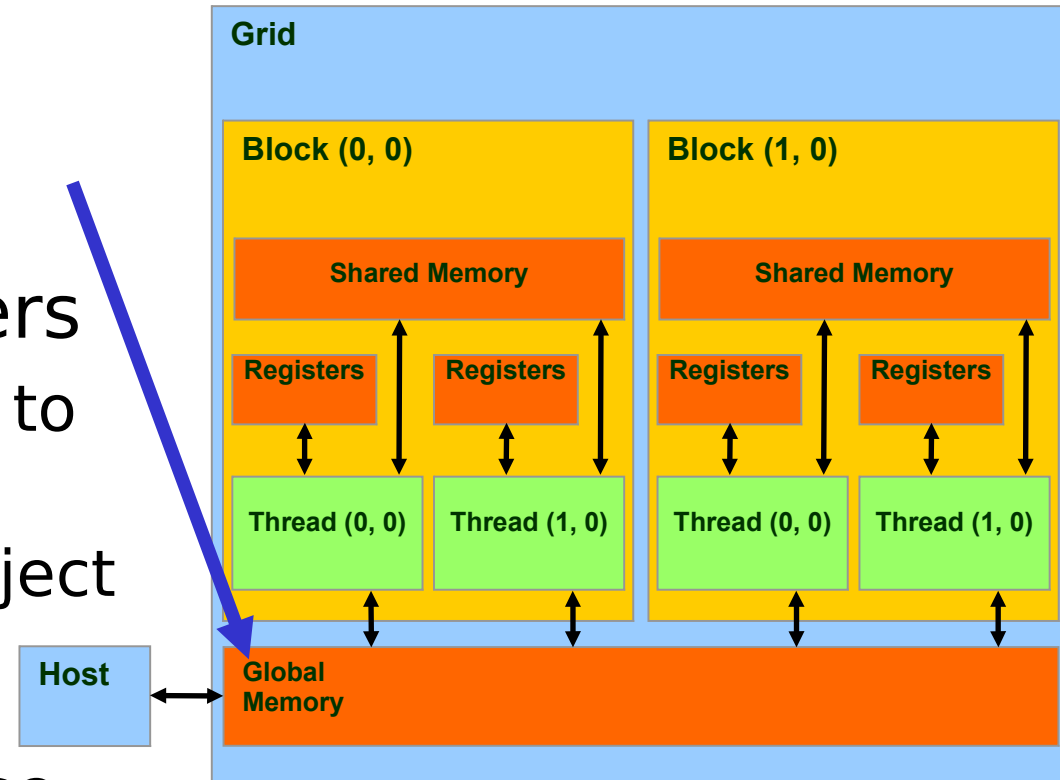 Grid
Block (0, 0)
Block (1, 0)
Shared Memory
Shared Memory
ers
Registers
Registers
Registers
Registers
to
Thread (0, 0)
Thread (1, 0)
Thread (0, 0)
Thread (1, 0)
ject
Host
Global
Memory